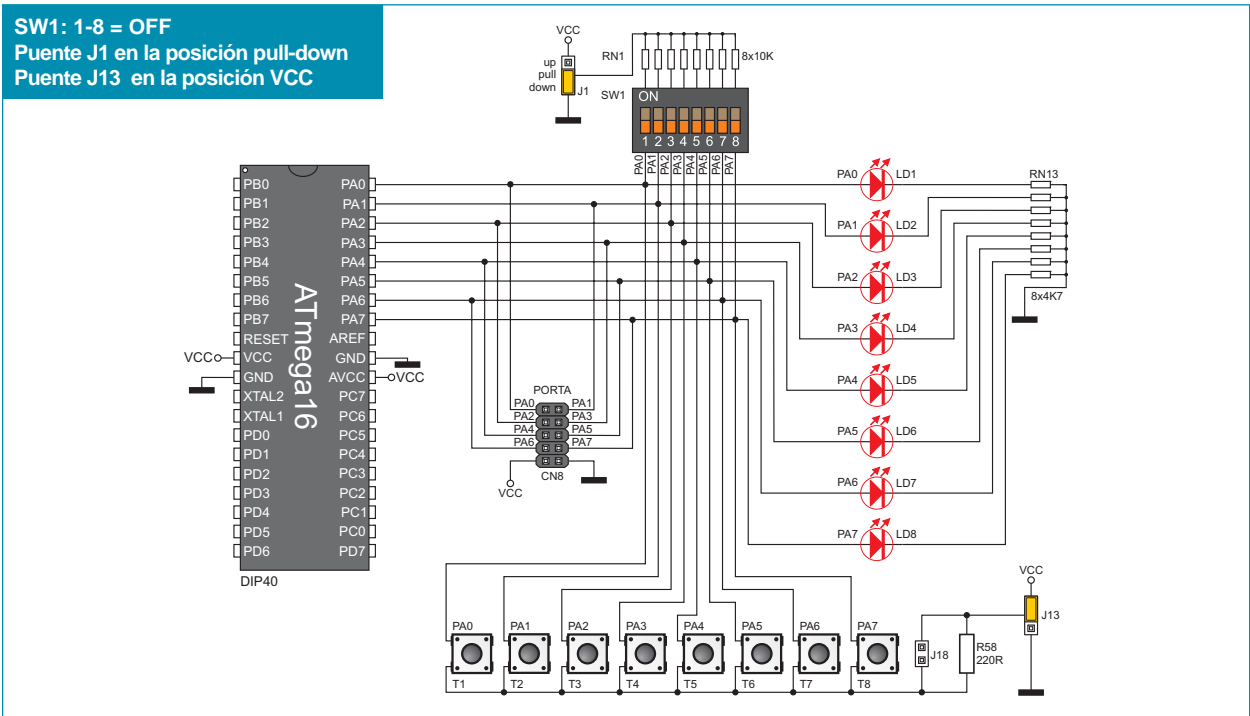 SW1: 1-8 = OFF
Puente J1 en la posición pull-down
Puente J13 en la posición VCC
VCC
up
pull
down
J1
RN1
8x10K
SW1
ON
1 2 3 4 5 6 7 8
PA0 PA1 PA2 PA3 PA4 PA5 PA6 PA7
ATmega16
PB0 PA0
PB1 PA1
PB2 PA2
PB3 PA3
PB4 PA4
PB5 PA5
PB6 PA6
PB7 PA7
RESET AREF
VCC VCC GND
GND AVCC VCC
XTAL2 PC7
XTAL1 PC6
PD0 PC5
PD1 PC4
PD2 PC3
PD3 PC2
PD4 PC1
PD5 PC0
PD6 PD7
DIP40
PORTA
PA0 PA1
PA2 PA3
PA4 PA5
PA6 PA7
CN8
VCC
PA0 LD1
PA1 LD2
PA2 LD3
PA3 LD4
PA4 LD5
PA5 LD6
PA6 LD7
PA7 LD8
RN13
8x4K7
PA0 PA1 PA2 PA3 PA4 PA5 PA6 PA7
T1 T2 T3 T4 T5 T6 T7 T8
J18
R58
220R
VCC
J13